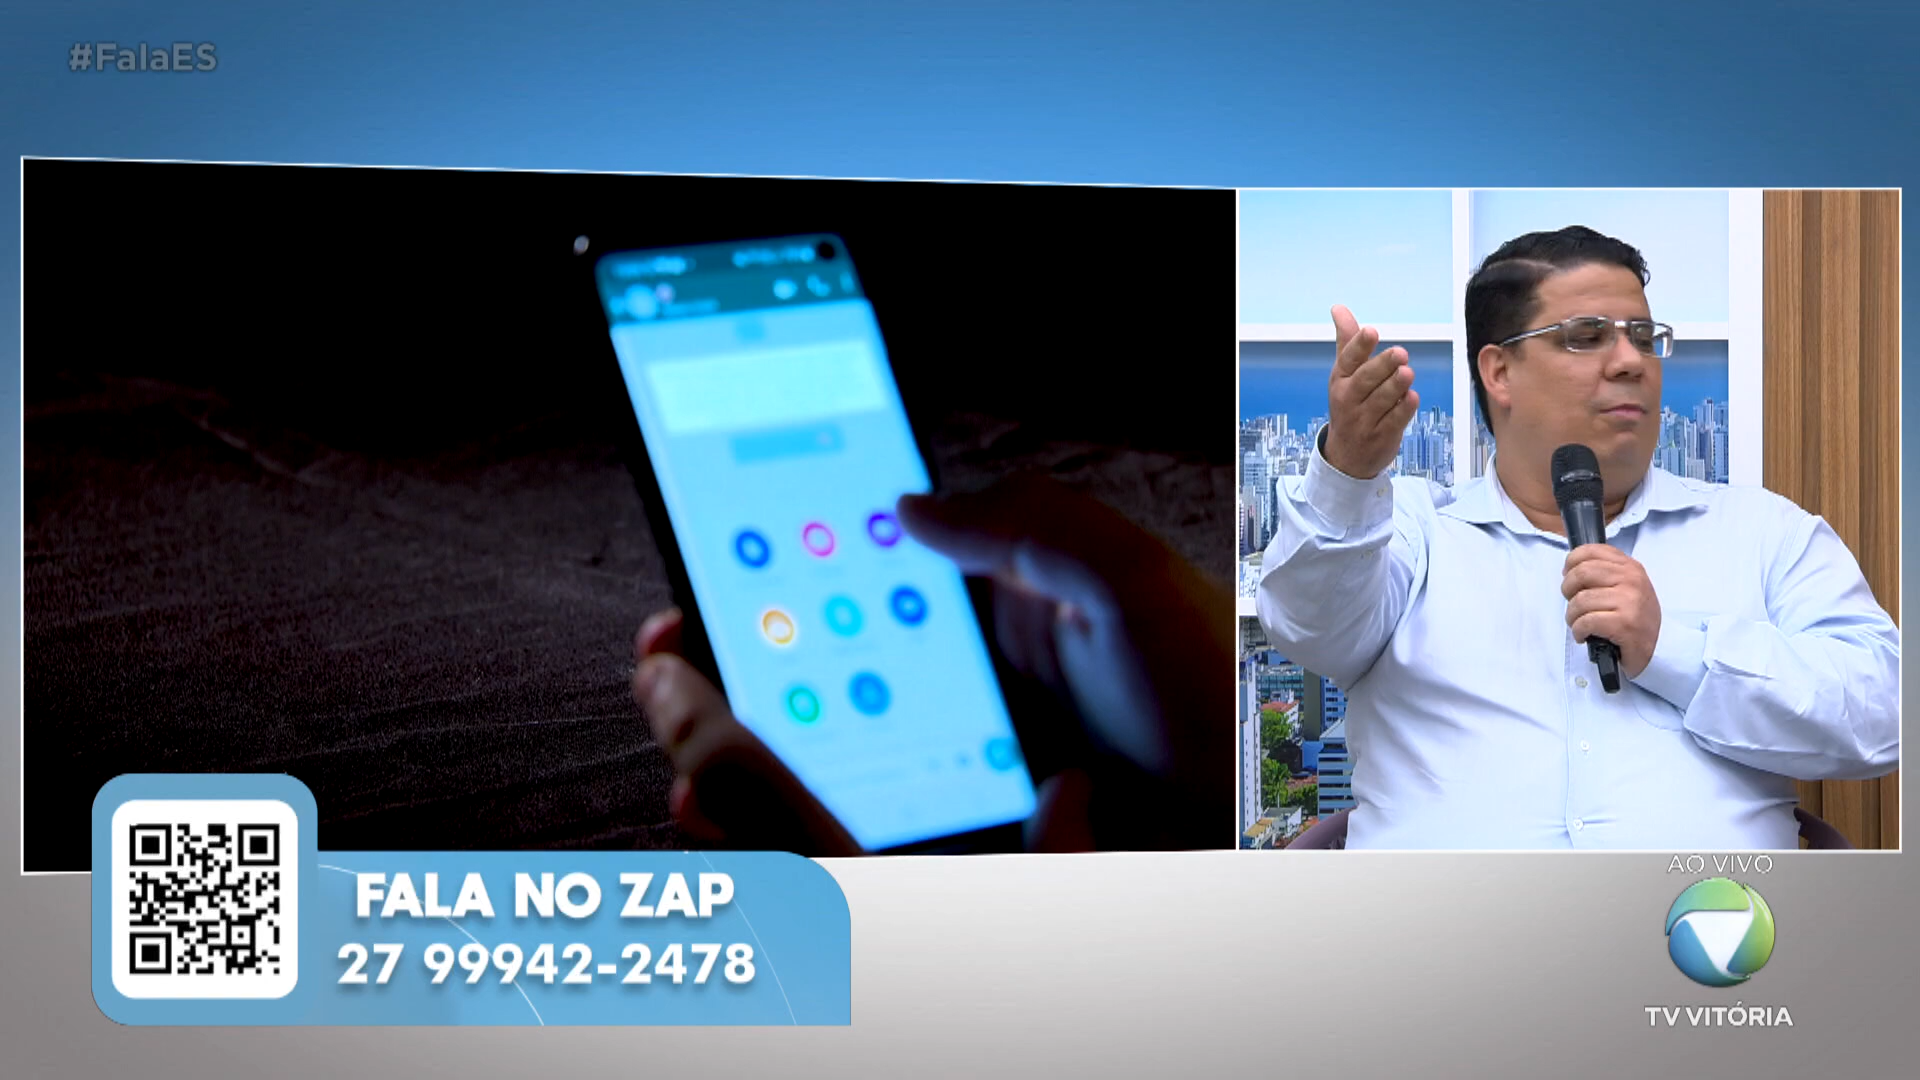 #FalaES
FALA NO ZAP
27 99942-2478
AO VIVO
TV VITÓRIA